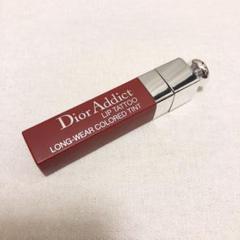 Dior Addict
LIP TATTOO
LONG-WEAR COLORED TINT